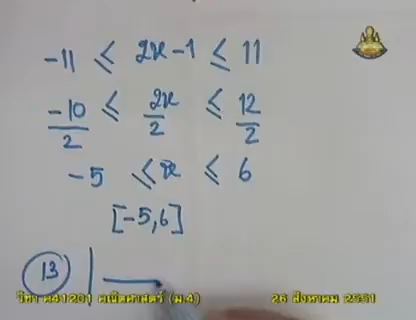 -11 ≤ 2x-1 ≤ 11
-10/2 ≤ 2x/2 ≤ 12/2
-5 ≤ x ≤ 6
[-5,6]
13
วิชา ค41201 คณิตศาสตร์ (ม.4)
26 สิงหาคม 2551